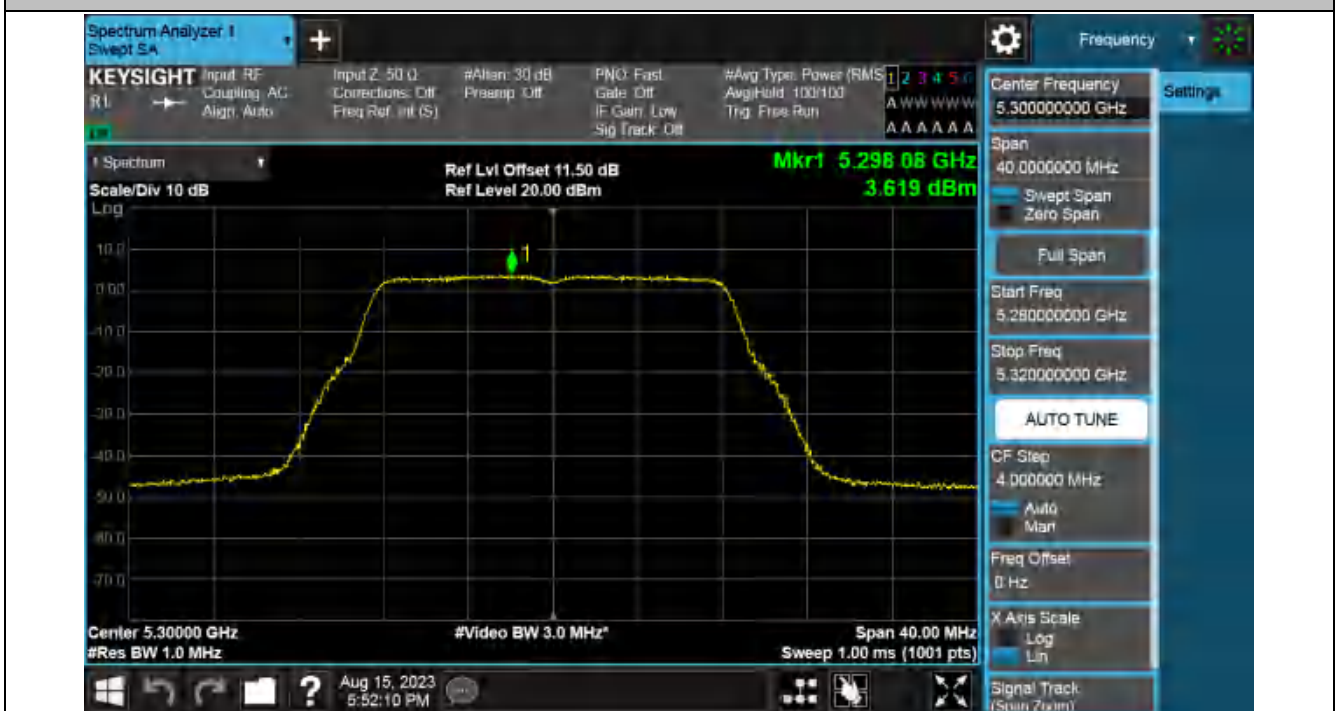 Spectrum Analyzer 1
Swept SA
Frequency
KEYSIGHT
RL
Input: RF
Coupling: AC
Align: Auto
Input Z: 50 Ω
Corrections: Off
Freq Ref: Int (S)
#Atten: 30 dB
Preamp: Off
PNO: Fast
Gate: Off
IF Gain: Low
Sig Track: Off
#Avg Type: Power (RMS
Avg|Hold: 100/100
Trig: Free Run
1 2 3 4 5 6
A W W W W W
A A A A A A
1 Spectrum
Scale/Div 10 dB
Log
Ref Lvl Offset 11.50 dB
Ref Level 20.00 dBm
Mkr1 5.298 08 GHz
3.619 dBm
1
10.0
0.00
-10.0
-20.0
-30.0
-40.0
-50.0
-60.0
-70.0
Center 5.30000 GHz
#Res BW 1.0 MHz
#Video BW 3.0 MHz*
Span 40.00 MHz
Sweep 1.00 ms (1001 pts)
Center Frequency
5.300000000 GHz
Settings
Span
40.0000000 MHz
Swept Span
Zero Span
Full Span
Start Freq
5.280000000 GHz
Stop Freq
5.320000000 GHz
AUTO TUNE
CF Step
4.000000 MHz
Auto
Man
Freq Offset
0 Hz
X Axis Scale
Log
Lin
Signal Track
(Span Zoom)
?
Aug 15, 2023
5:52:10 PM